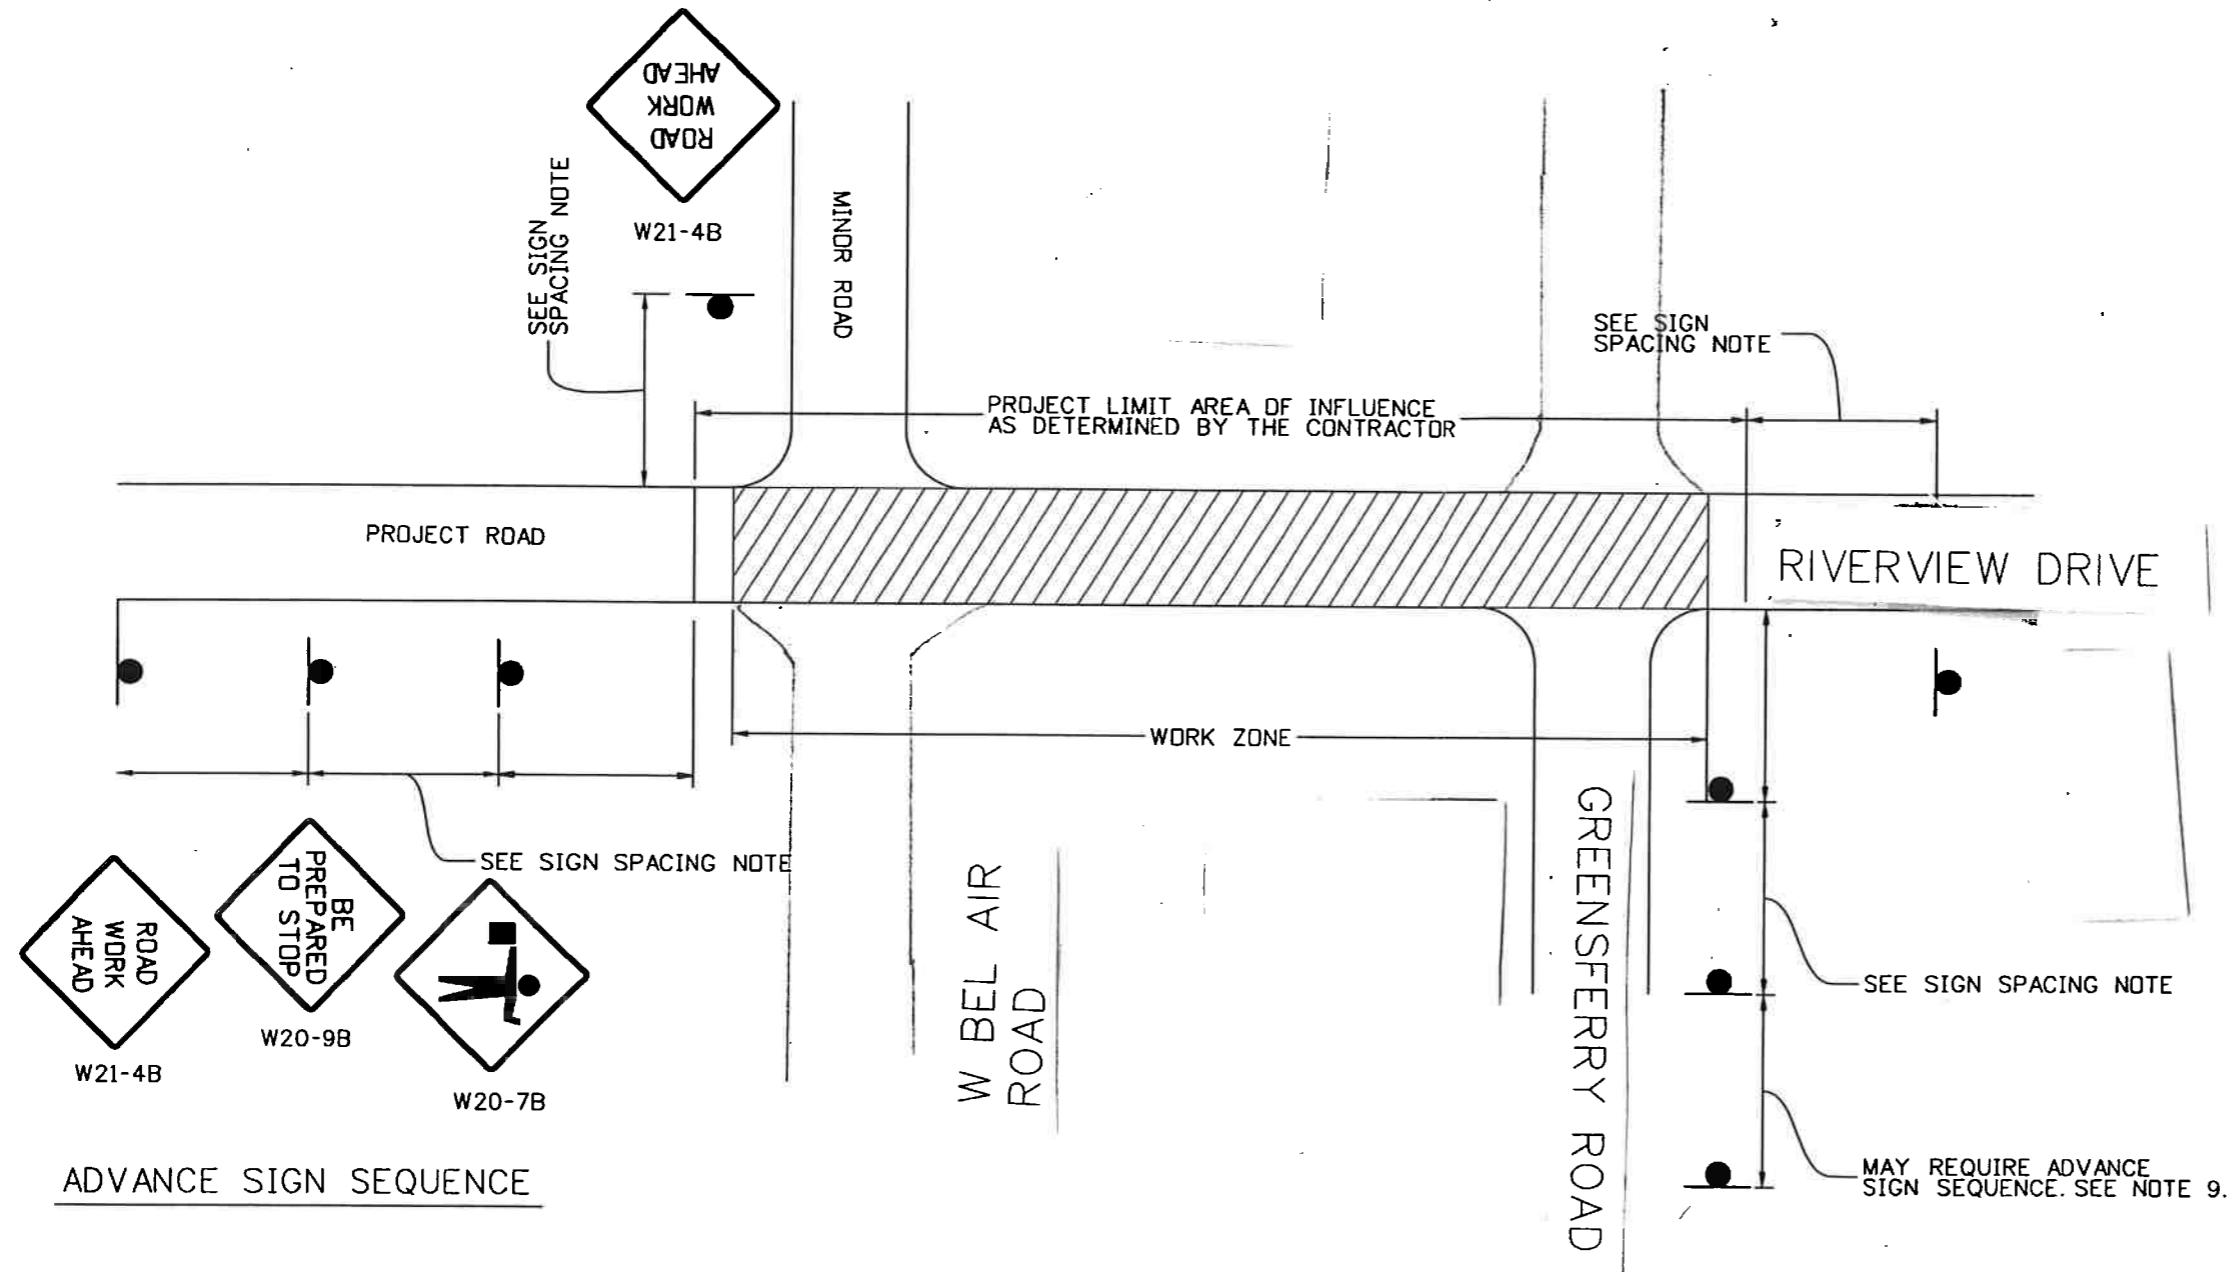 ROAD
WORK
AHEAD
W21-4B
SEE SIGN
SPACING NOTE
MINOR ROAD
SEE SIGN
SPACING NOTE
PROJECT LIMIT AREA OF INFLUENCE
AS DETERMINED BY THE CONTRACTOR
PROJECT ROAD
RIVERVIEW DRIVE
WORK ZONE
SEE SIGN SPACING NOTE
ROAD
WORK
AHEAD
W21-4B
BE
PREPARED
TO STOP
W20-9B
W20-7B
W BEL AIR
ROAD
GREENSFERRY ROAD
SEE SIGN SPACING NOTE
MAY REQUIRE ADVANCE
SIGN SEQUENCE. SEE NOTE 9.
ADVANCE SIGN SEQUENCE